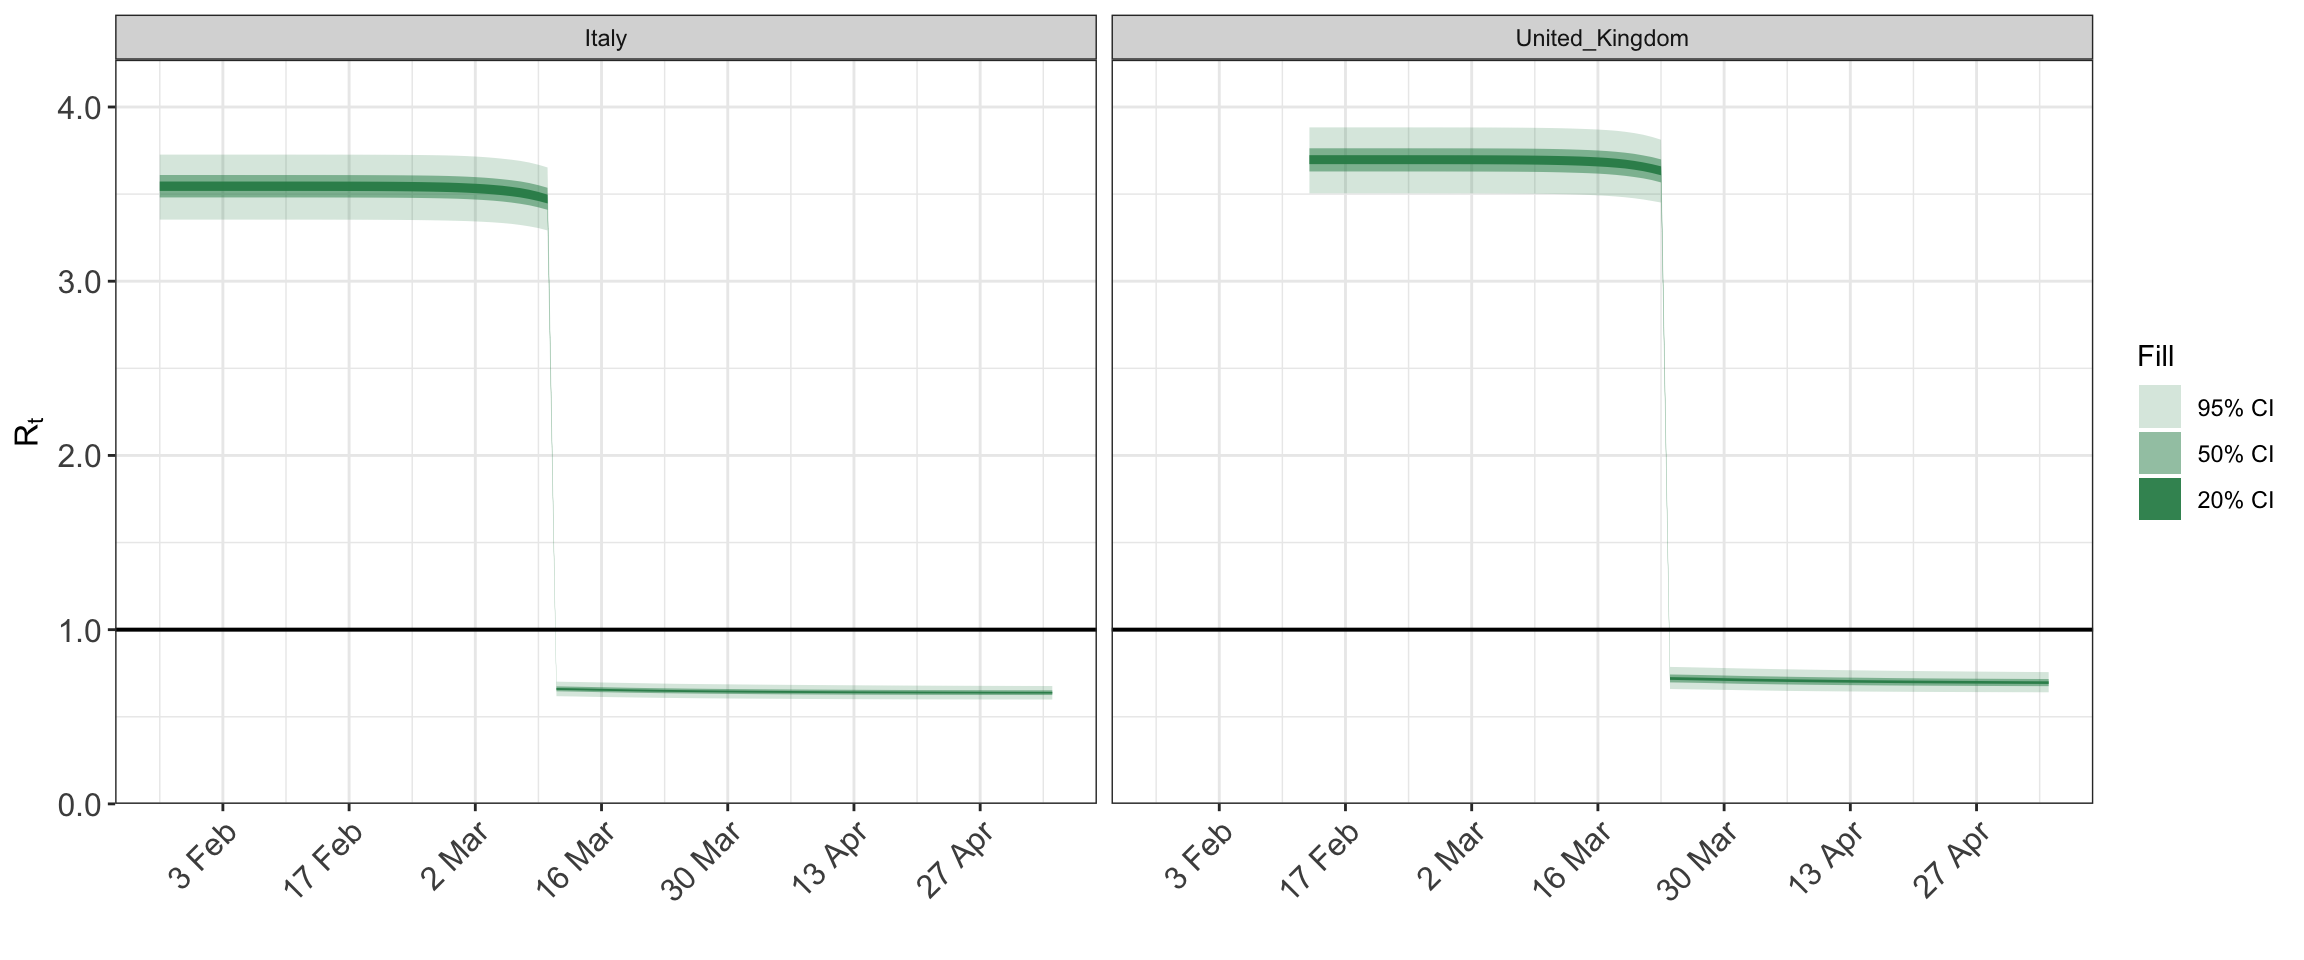 Italy
United_Kingdom
Rt
4.0
3.0
2.0
1.0
0.0
3 Feb
17 Feb
2 Mar
16 Mar
30 Mar
13 Apr
27 Apr
3 Feb
17 Feb
2 Mar
16 Mar
30 Mar
13 Apr
27 Apr
Fill
95% CI
50% CI
20% CI